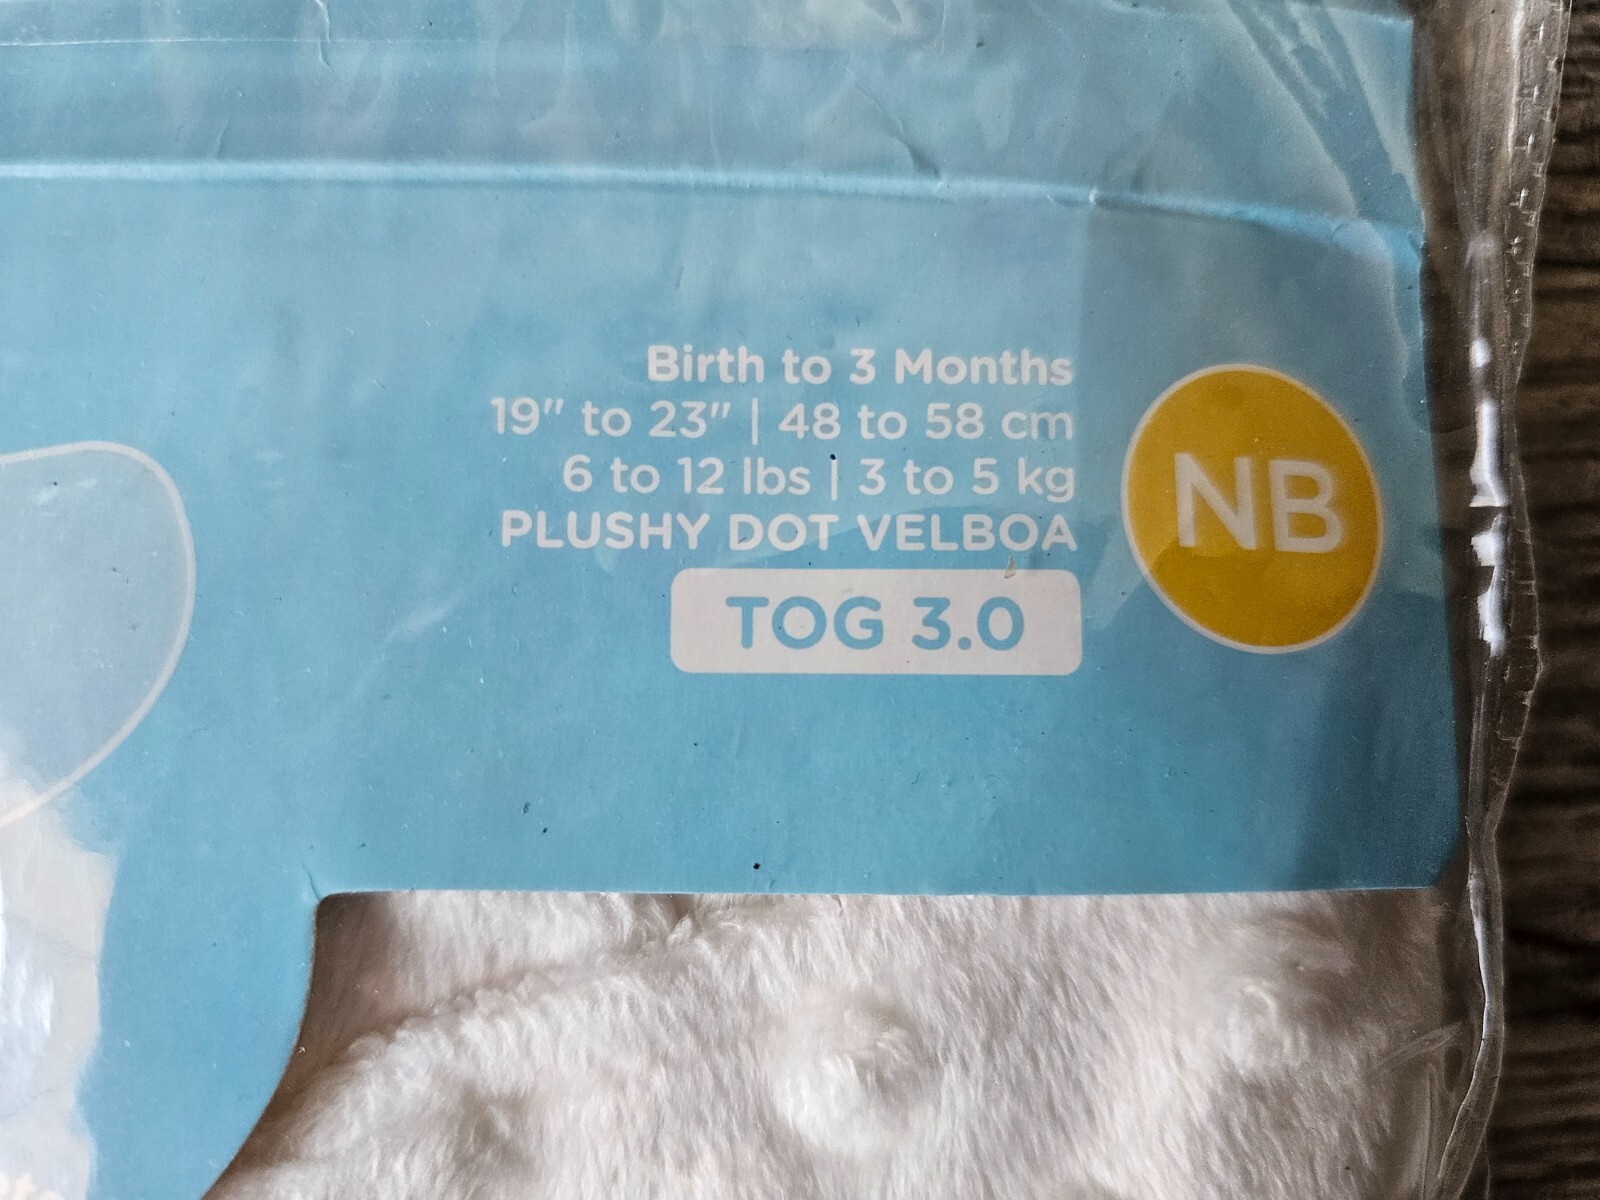 Birth to 3 Months
19" to 23" | 48 to 58 cm
6 to 12 lbs | 3 to 5 kg
PLUSHY DOT VELBOA
TOG 3.0
NB